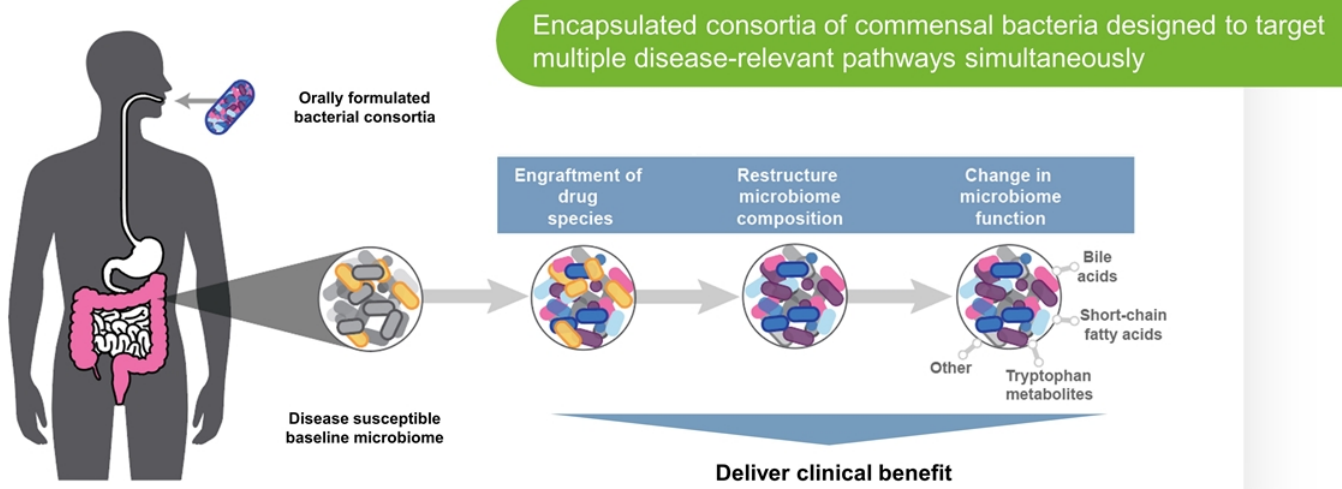 Encapsulated consortia of commensal bacteria designed to target
multiple disease-relevant pathways simultaneously
Orally formulated
bacterial consortia
Engraftment of
drug
species
Restructure
microbiome
composition
Change in
microbiome
function
Bile
acids
Short-chain
fatty acids
Other
Tryptophan
metabolites
Disease susceptible
baseline microbiome
Deliver clinical benefit